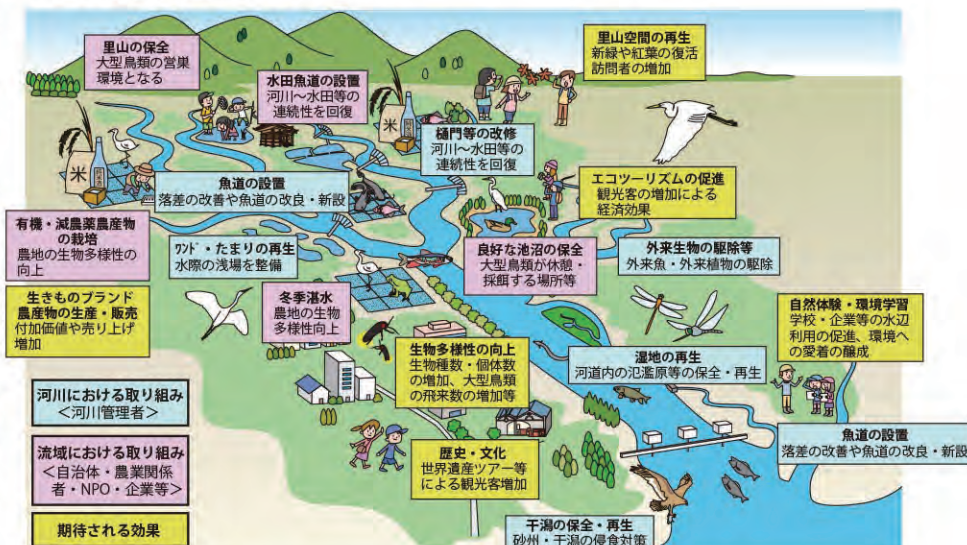 里山の保全
大型鳥類の営巣
環境となる
里山空間の再生
新緑や紅葉の復活
訪問者の増加
水田魚道の設置
河川～水田等の
連続性を回復
米
米
樋門等の改修
河川～水田等の
連続性を回復
魚道の設置
落差の改善や魚道の改良・新設
エコツーリズムの促進
観光客の増加による
経済効果
有機・減農薬農産物
の栽培
農地の生物多様性の
向上
ワンド・たまりの再生
水際の浅場を整備
良好な池沼の保全
大型鳥類が休憩・
採餌する場所等
外来生物の駆除等
外来魚・外来植物の駆除
生きものブランド
農産物の生産・販売
付加価値や売り上げ
増加
冬季湛水
農地の生物
多様性向上
自然体験・環境学習
学校・企業等の水辺
利用の促進、環境へ
の愛着の醸成
生物多様性の向上
生物種数・個体数
の増加、大型鳥類
の飛来数の増加等
湿地の再生
河道内の氾濫原等の保全・再生
河川における取り組み
＜河川管理者＞
魚道の設置
落差の改善や魚道の改良・新設
流域における取り組み
＜自治体・農業関係
者・NPO・企業等＞
歴史・文化
世界遺産ツアー等
による観光客増加
期待される効果
干潟の保全・再生
砂州・干潟の侵食対策